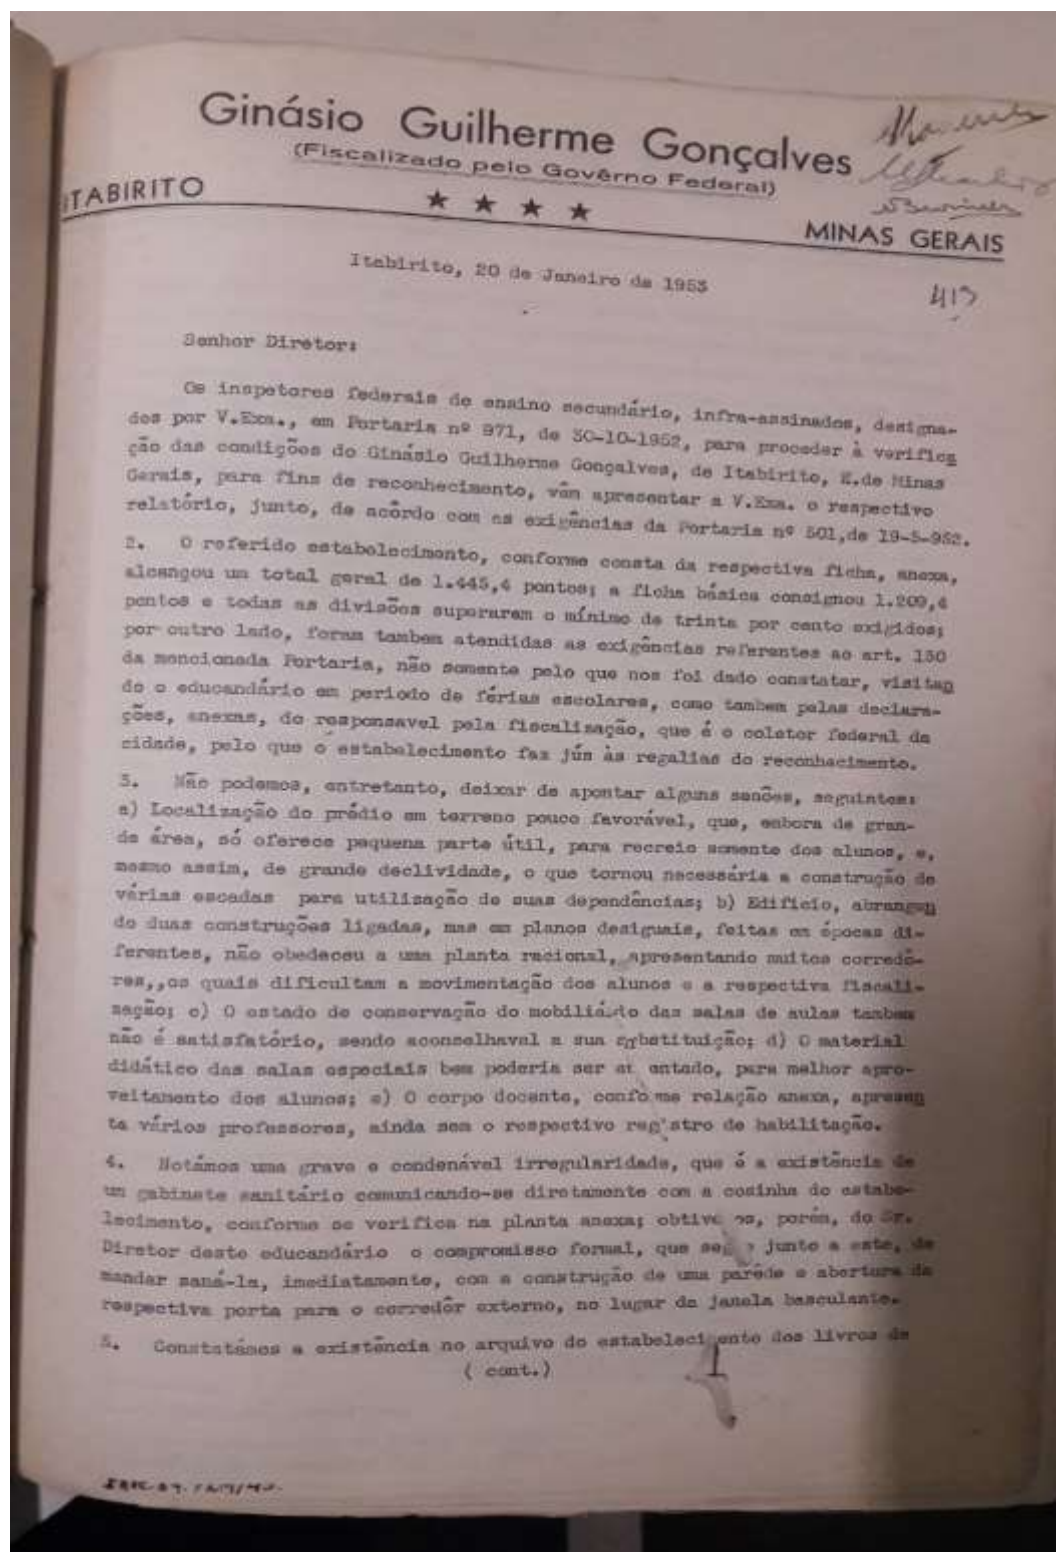 Ginásio Guilherme Gonçalves
(Fiscalizado pelo Govêrno Federal)
ITABIRITO
★ ★ ★ ★
MINAS GERAIS
Itabirito, 20 de Janeiro de 1953
413
Senhor Diretor:
Os inspetores federais de ensino secundário, infra-assinados, designa-
dos por V.Exa., em Portaria nº 971, de 30-10-1952, para proceder à verifica
ção das condições do Ginásio Guilherme Gonçalves, de Itabirito, E.de Minas
Gerais, para fins de reconhecimento, vêm apresentar a V.Exa. o respectivo
relatório, junto, de acôrdo com as exigências da Portaria nº 501,de 19-5-952.
2. O referido estabelecimento, conforme consta da respectiva ficha, anexa,
alcançou um total geral de 1.445,4 pontos; a ficha básica consignou 1.209,4
pontos e todas as divisões superaram o mínimo de trinta por cento exigidos;
por outro lado, foram tambem atendidas as exigências referentes ao art. 130
da mencionada Portaria, não somente pelo que nos foi dado constatar, visitan
do o educandário em periodo de férias escolares, como tambem pelas declara-
ções, anexas, do responsavel pela fiscalização, que é o coletor federal da
cidade, pelo que o estabelecimento faz jús às regalias do reconhecimento.
3. Não podemos, entretanto, deixar de apontar alguns senões, seguintes:
a) Localização do prédio em terreno pouco favorável, que, embora de gran-
de área, só oferece pequena parte útil, para recreio somente dos alunos, e,
mesmo assim, de grande declividade, o que tornou necessária a construção de
várias escadas para utilização de suas dependências; b) Edifício, abrangen
do duas construções ligadas, mas em planos desiguais, feitas em épocas di-
ferentes, não obedeceu a uma planta racional, apresentando muitos corredô-
res,,os quais dificultam a movimentação dos alunos e a respectiva fiscali-
zação; c) O estado de conservação do mobiliário das salas de aulas tambem
não é satisfatório, sendo aconselhavel a sua substituição; d) O material
didático das salas especiais bem poderia ser entado, para melhor apro-
veitamento dos alunos; e) O corpo docente, conforme relação anexa, apresen
ta vários professores, ainda sem o respectivo registro de habilitação.
4. Notámos uma grave e condenável irregularidade, que é a existência de
um gabinete sanitário comunicando-se diretamente com a cosinha do estabe-
lecimento, conforme se verifica na planta anexa; obtivemos, porém, do Sr.
Diretor deste educandário o compromisso formal, que segue junto a este, de
mandar saná-la, imediatamente, com a construção de uma parêde e abertura da
respectiva porta para o corredôr externo, no lugar da janela basculante.
5. Constatámos a existência no arquivo do estabelecimento dos livros de
( cont.)